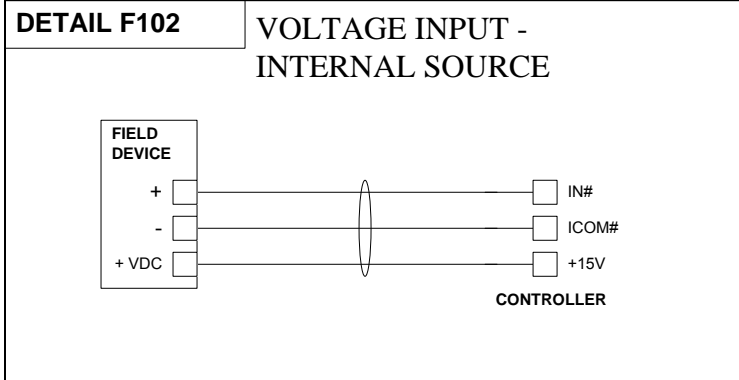 DETAIL F102
VOLTAGE INPUT -
INTERNAL SOURCE
FIELD
DEVICE
+
IN#
-
ICOM#
+ VDC
+15V
CONTROLLER